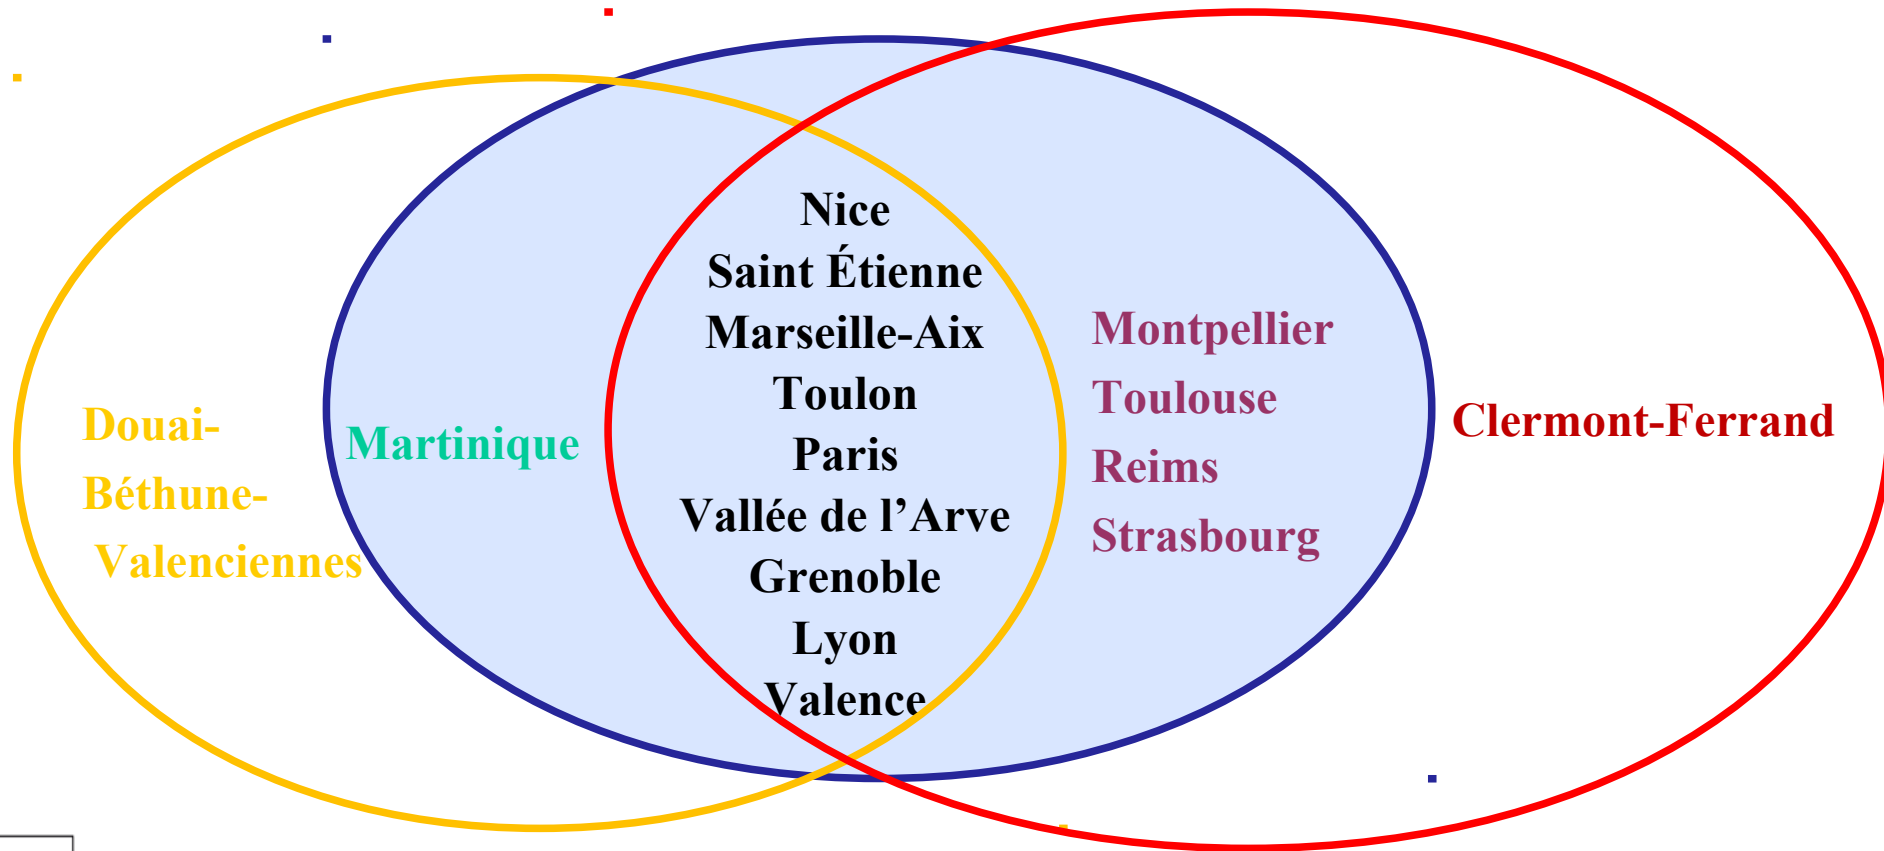 Douai-
Béthune-
Valenciennes
Martinique
Nice
Saint Étienne
Marseille-Aix
Toulon
Paris
Vallée de l’Arve
Grenoble
Lyon
Valence
Montpellier
Toulouse
Reims
Strasbourg
Clermont-Ferrand